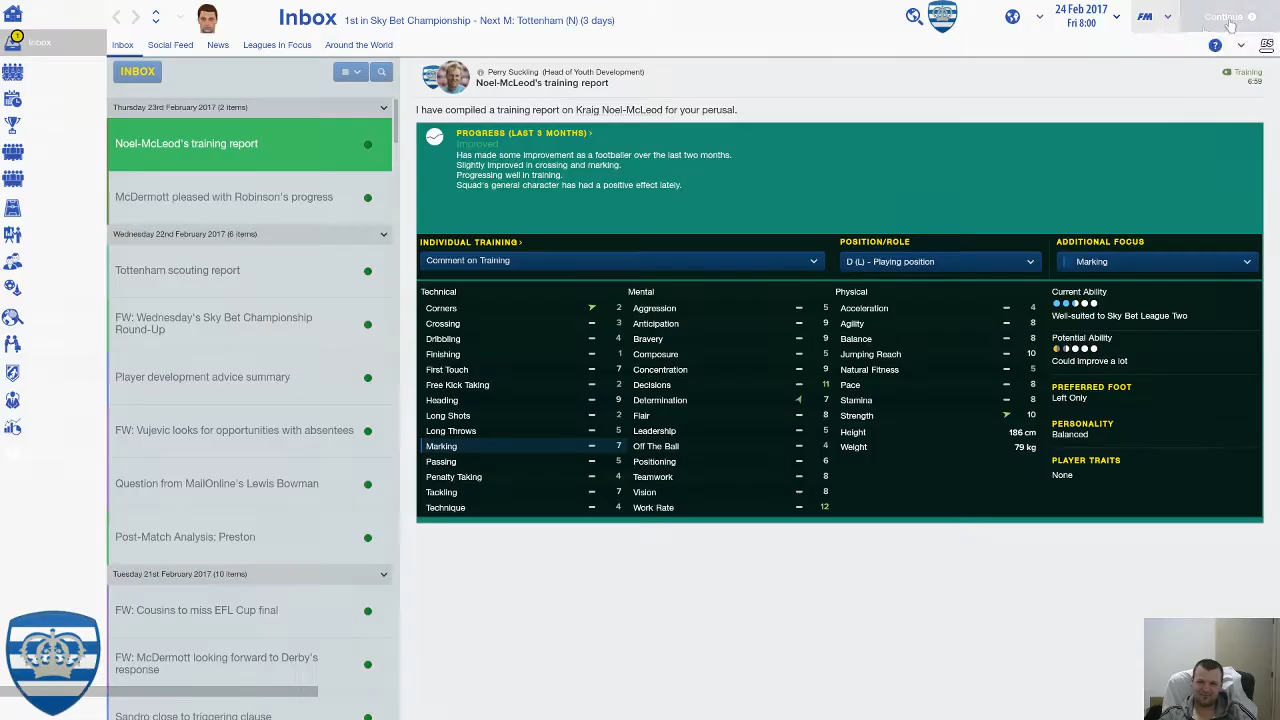 Inbox
1st in Sky Bet Championship - Next M: Tottenham (N) (3 days)
24 Feb 2017
Fri 8:00
FM
Continue
1
Inbox
Inbox
Social Feed
News
Leagues In Focus
Around the World
?
INBOX
Thursday 23rd February 2017 (2 items)
Noel-McLeod's training report
McDermott pleased with Robinson's progress
Wednesday 22nd February 2017 (6 items)
Tottenham scouting report
FW: Wednesday's Sky Bet Championship
Round-Up
Player development advice summary
FW: Vujevic looks for opportunities with absentees
Question from MailOnline's Lewis Bowman
Post-Match Analysis: Preston
Tuesday 21st February 2017 (10 items)
FW: Cousins to miss EFL Cup final
FW: McDermott looking forward to Derby's
response
Sandro close to triggering clause
Perry Suckling (Head of Youth Development)
Noel-McLeod's training report
Training
6:59
I have compiled a training report on Kraig Noel-McLeod for your perusal.
PROGRESS (LAST 3 MONTHS) >
Improved
Has made some improvement as a footballer over the last two months.
Slightly improved in crossing and marking.
Progressing well in training.
Squad's general character has had a positive effect lately.
INDIVIDUAL TRAINING >
Comment on Training
POSITION/ROLE
D (L) - Playing position
ADDITIONAL FOCUS
Marking
Technical
Corners 2
Crossing 3
Dribbling 4
Finishing 1
First Touch 7
Free Kick Taking 2
Heading 9
Long Shots 2
Long Throws 5
Marking 7
Passing 5
Penalty Taking 4
Tackling 7
Technique 4
Mental
Aggression 5
Anticipation 9
Bravery 9
Composure 5
Concentration 9
Decisions 11
Determination 7
Flair 8
Leadership 5
Off The Ball 4
Positioning 6
Teamwork 8
Vision 8
Work Rate 12
Physical
Acceleration 4
Agility 8
Balance 8
Jumping Reach 10
Natural Fitness 5
Pace 8
Stamina 8
Strength 10
Height 186 cm
Weight 79 kg
Current Ability
Well-suited to Sky Bet League Two
Potential Ability
Could improve a lot
PREFERRED FOOT
Left Only
PERSONALITY
Balanced
PLAYER TRAITS
None